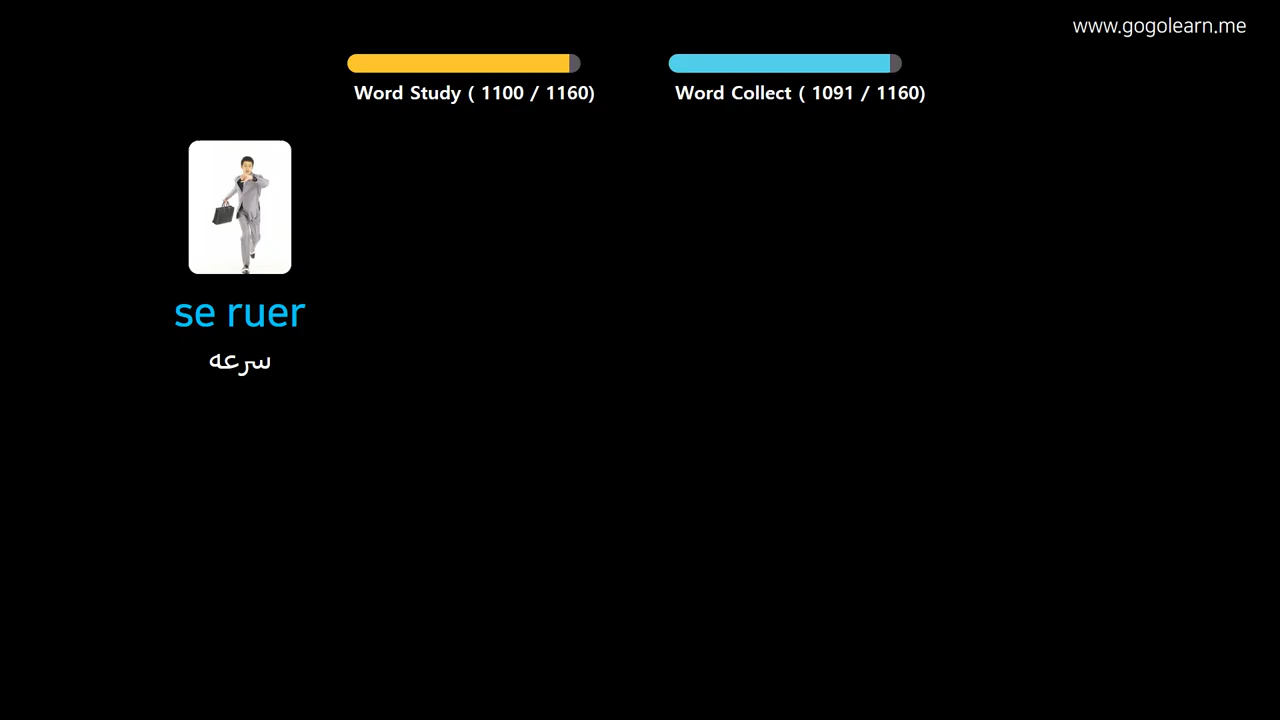 www.gogolearn.me
Word Study ( 1100 / 1160)
Word Collect ( 1091 / 1160)
se ruer
سرعه